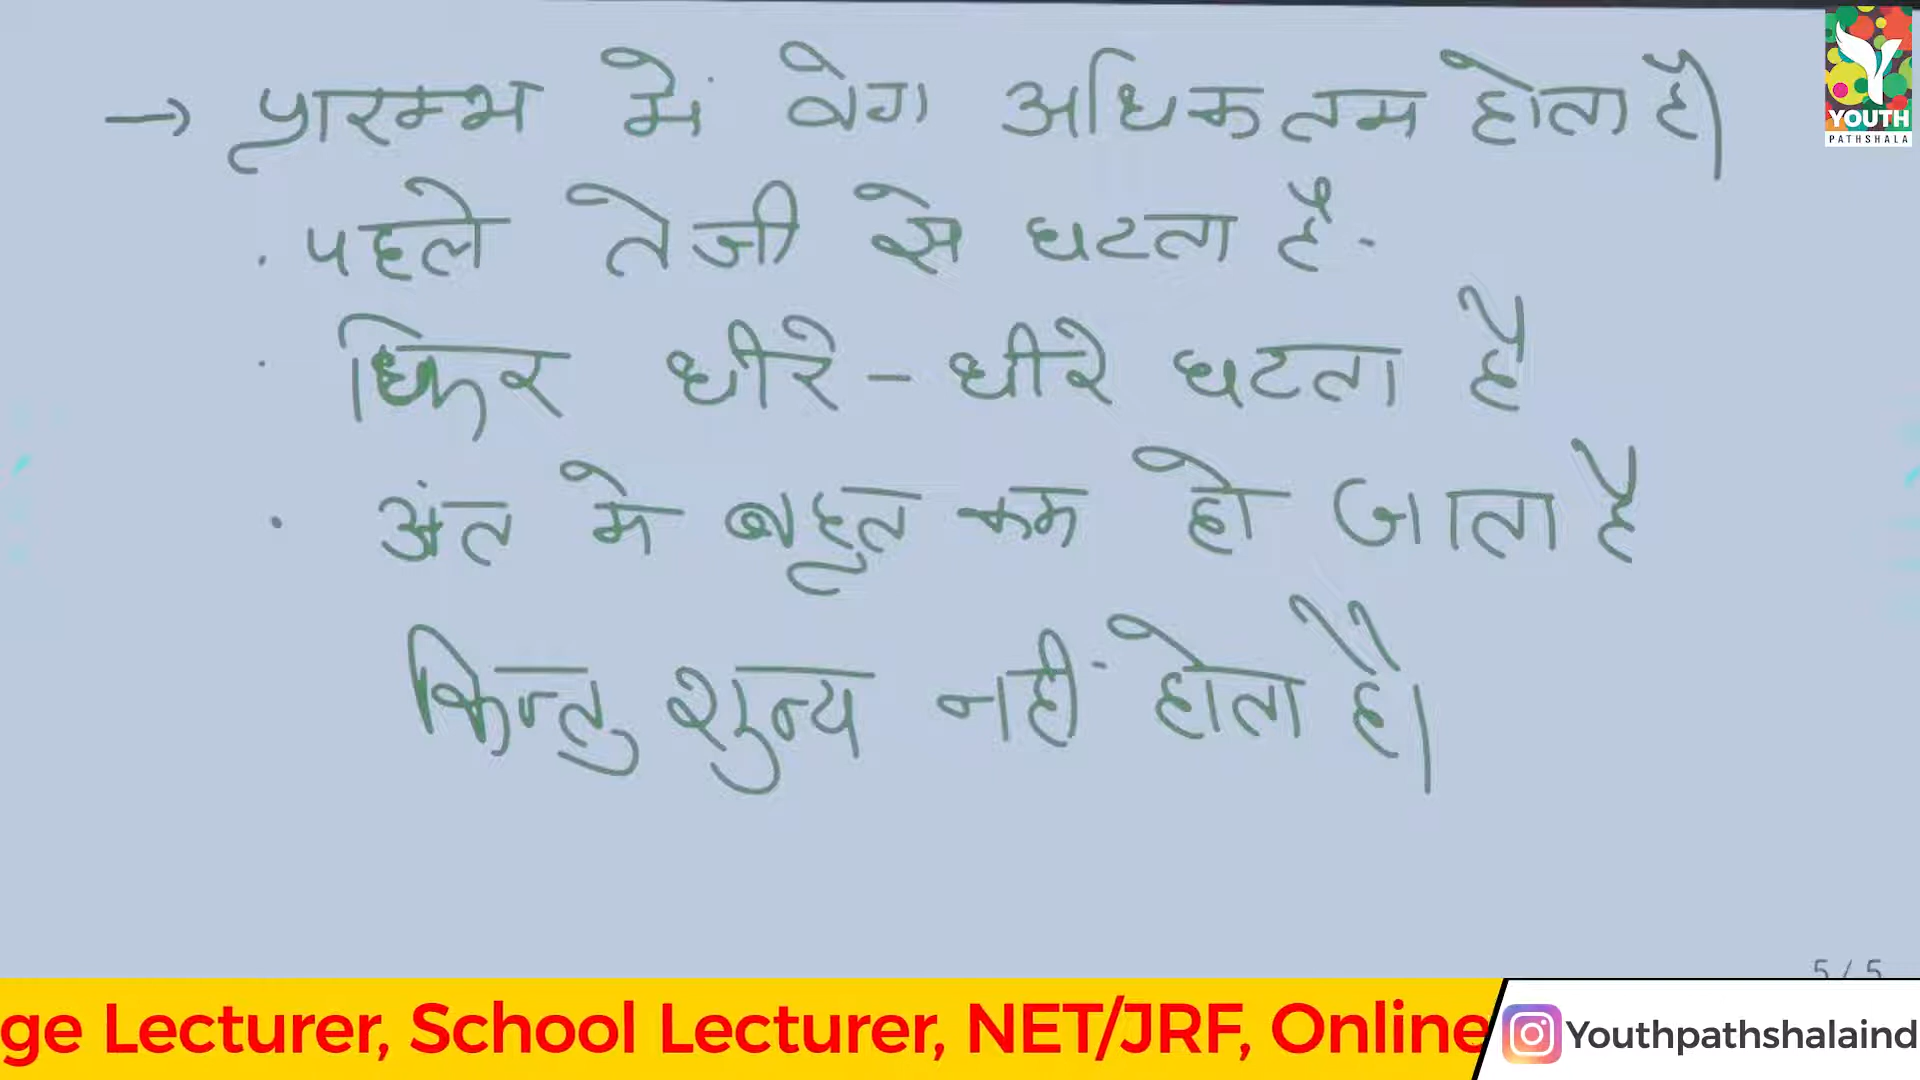 → प्रारम्भ में वेग अधिकतम होता है।
YOUTH
PATHSHALA
. पहले तेजी से घटता है .
. फिर धीरे - धीरे घटता है
. अंत मे बहुत कम हो जाता है
किन्तु शुन्य नहीं होता है।
5 / 5
ge Lecturer, School Lecturer, NET/JRF, Online
Youthpathshalaind